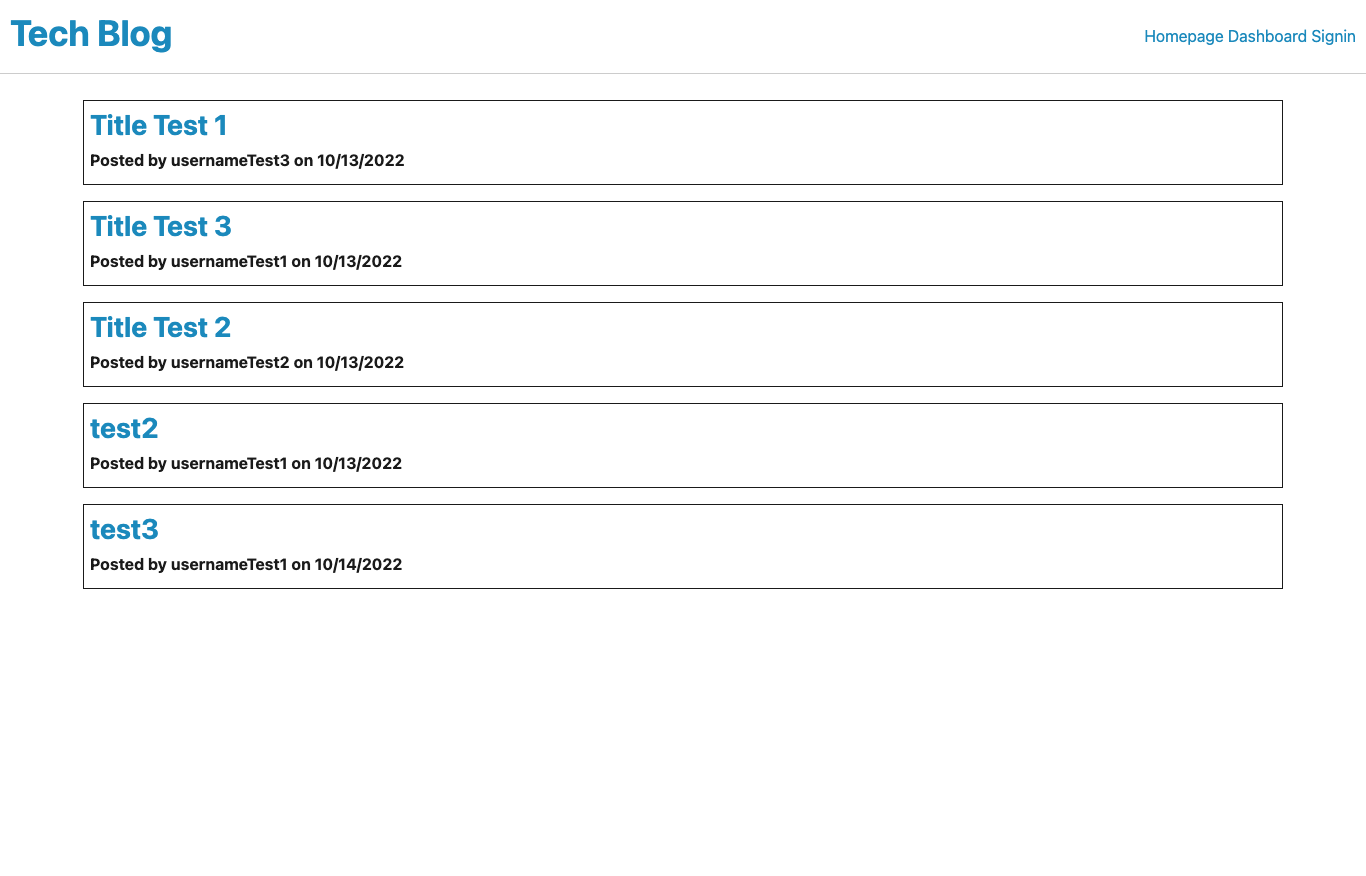 Tech Blog
Homepage Dashboard Signin
Title Test 1
Posted by usernameTest3 on 10/13/2022
Title Test 3
Posted by usernameTest1 on 10/13/2022
Title Test 2
Posted by usernameTest2 on 10/13/2022
test2
Posted by usernameTest1 on 10/13/2022
test3
Posted by usernameTest1 on 10/14/2022